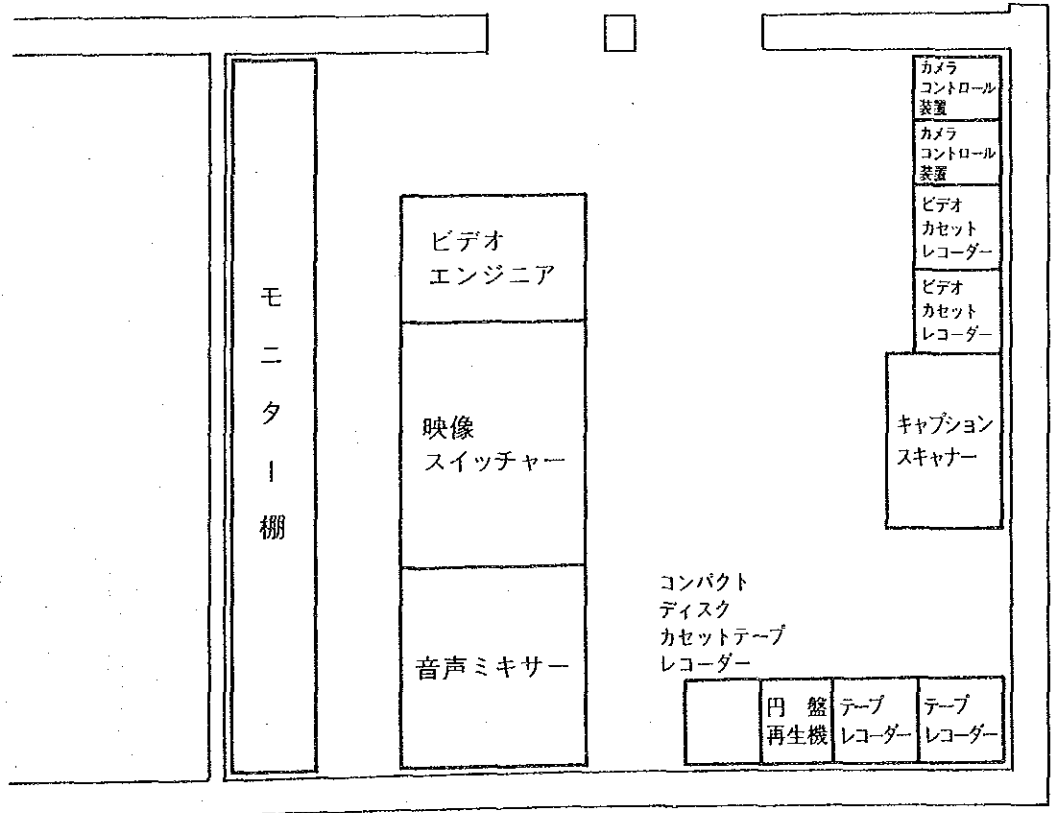 モニター棚
ビデオ
エンジニア
映像
スイッチャー
音声ミキサー
カメラ
コントロール
装置
カメラ
コントロール
装置
ビデオ
カセット
レコーダー
ビデオ
カセット
レコーダー
キャプション
スキャナー
コンパクト
ディスク
カセットテープ
レコーダー
円 盤
再生機
テープ
レコーダー
テープ
レコーダー